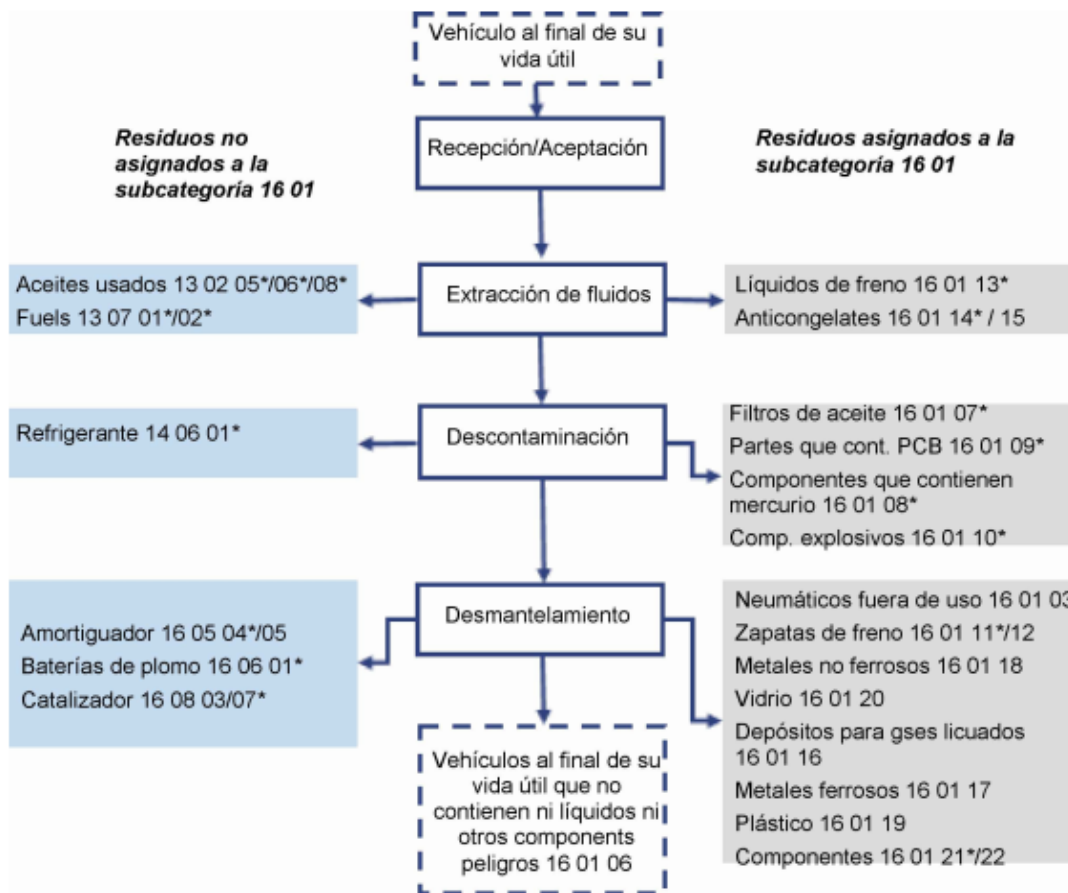 Vehículo al final de su
vida útil
Residuos no
asignados a la
subcategoría 16 01
Recepción/Aceptación
Residuos asignados a la
subcategoría 16 01
Aceites usados 13 02 05*/06*/08*
Fuels 13 07 01*/02*
Extracción de fluidos
Líquidos de freno 16 01 13*
Anticongelates 16 01 14* / 15
Refrigerante 14 06 01*
Descontaminación
Filtros de aceite 16 01 07*
Partes que cont. PCB 16 01 09*
Componentes que contienen
mercurio 16 01 08*
Comp. explosivos 16 01 10*
Amortiguador 16 05 04*/05
Baterías de plomo 16 06 01*
Catalizador 16 08 03/07*
Desmantelamiento
Neumáticos fuera de uso 16 01 03
Zapatas de freno 16 01 11*/12
Metales no ferrosos 16 01 18
Vidrio 16 01 20
Depósitos para gses licuados
16 01 16
Metales ferrosos 16 01 17
Plástico 16 01 19
Componentes 16 01 21*/22
Vehículos al final de su
vida útil que no
contienen ni líquidos ni
otros components
peligros 16 01 06